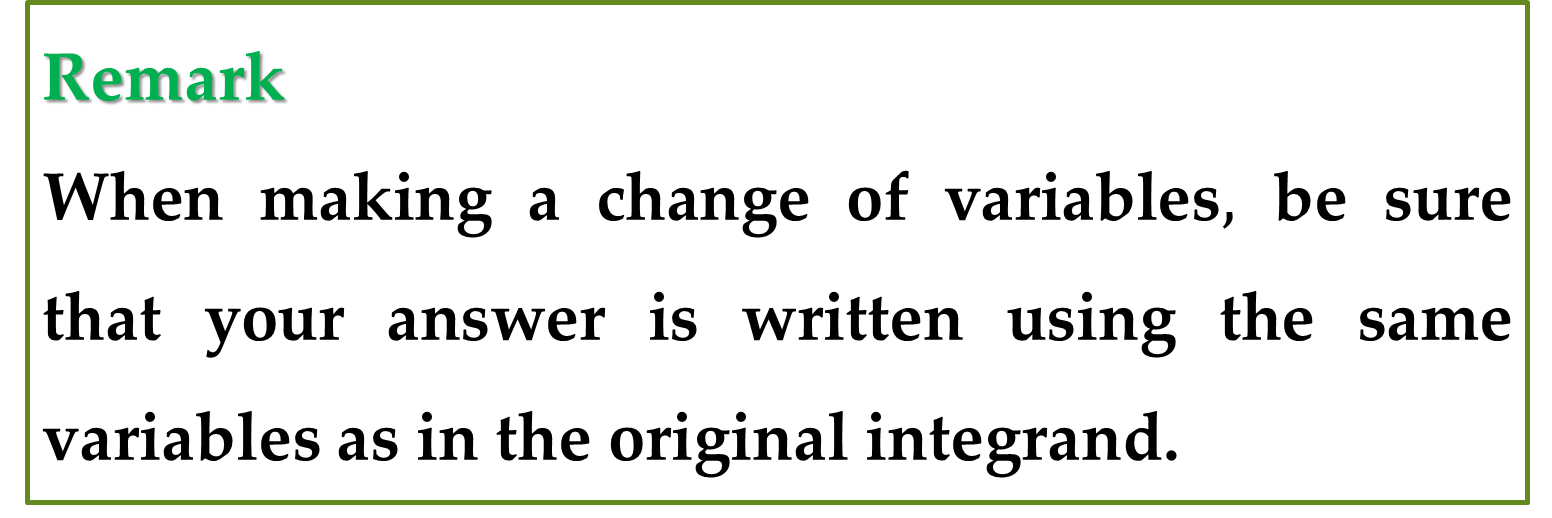 Remark
When making a change of variables, be sure
that your answer is written using the same
variables as in the original integrand.